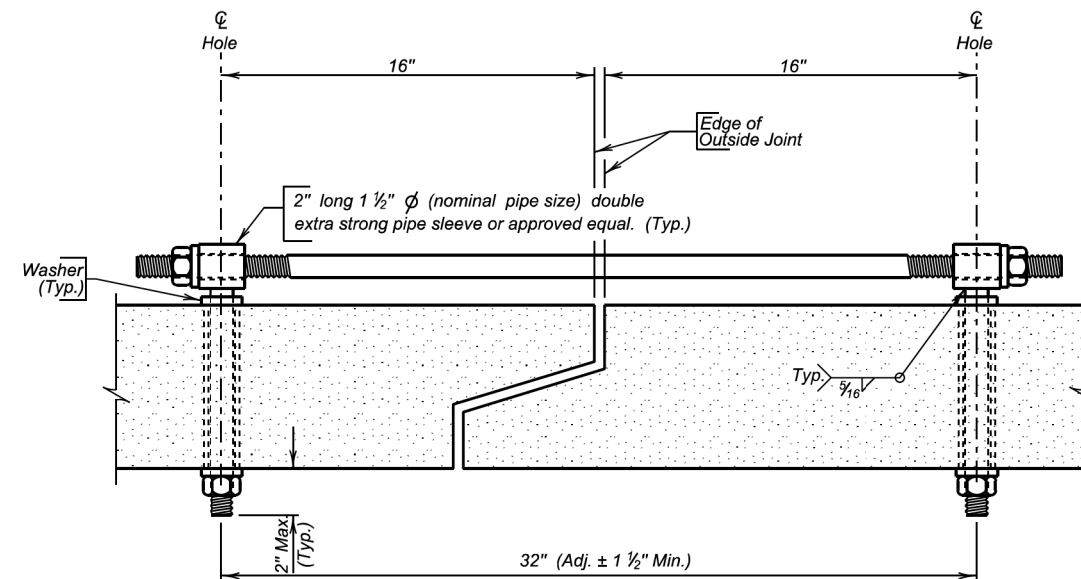 ℄
Hole
℄
Hole
16"
16"
Edge of
Outside Joint
2" long 1 ½" ϕ (nominal pipe size) double
extra strong pipe sleeve or approved equal. (Typ.)
Washer
(Typ.)
Typ.
5/16
2" Max.
(Typ.)
32" (Adj. ± 1 ½" Min.)